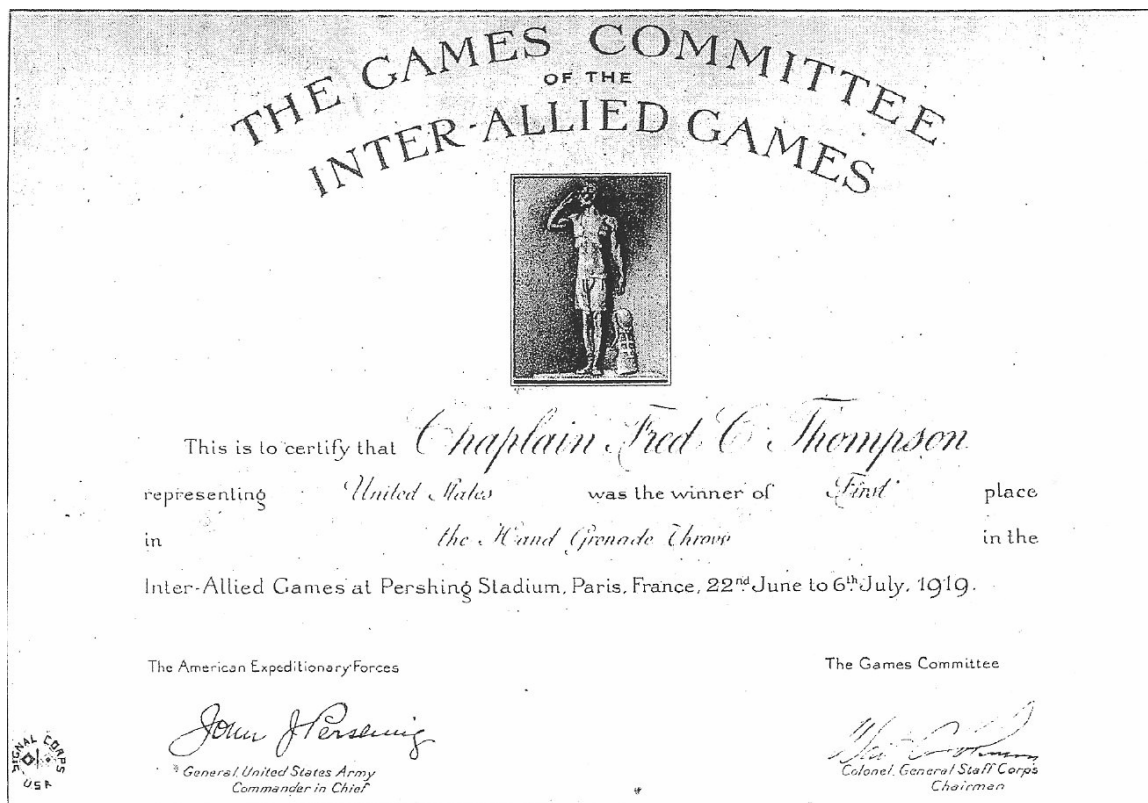 THE GAMES COMMITTEE
OF THE
INTER-ALLIED GAMES
This is to certify that Chaplain Fred C Thompson
representing United States was the winner of First place
in the Hand Grenade Throw in the
Inter-Allied Games at Pershing Stadium, Paris, France, 22nd June to 6th July, 1919.
The American Expeditionary Forces
The Games Committee
John J Pershing
General, United States Army
Commander in Chief
Colonel, General Staff Corps
Chairman
SIGNAL CORPS
USA